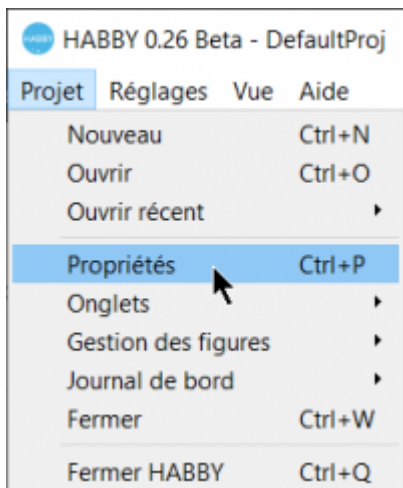 HABBY 0.26 Beta - DefaultProj
Projet Réglages Vue Aide
Nouveau Ctrl+N
Ouvrir Ctrl+O
Ouvrir récent
Propriétés Ctrl+P
Onglets
Gestion des figures
Journal de bord
Fermer Ctrl+W
Fermer HABBY Ctrl+Q